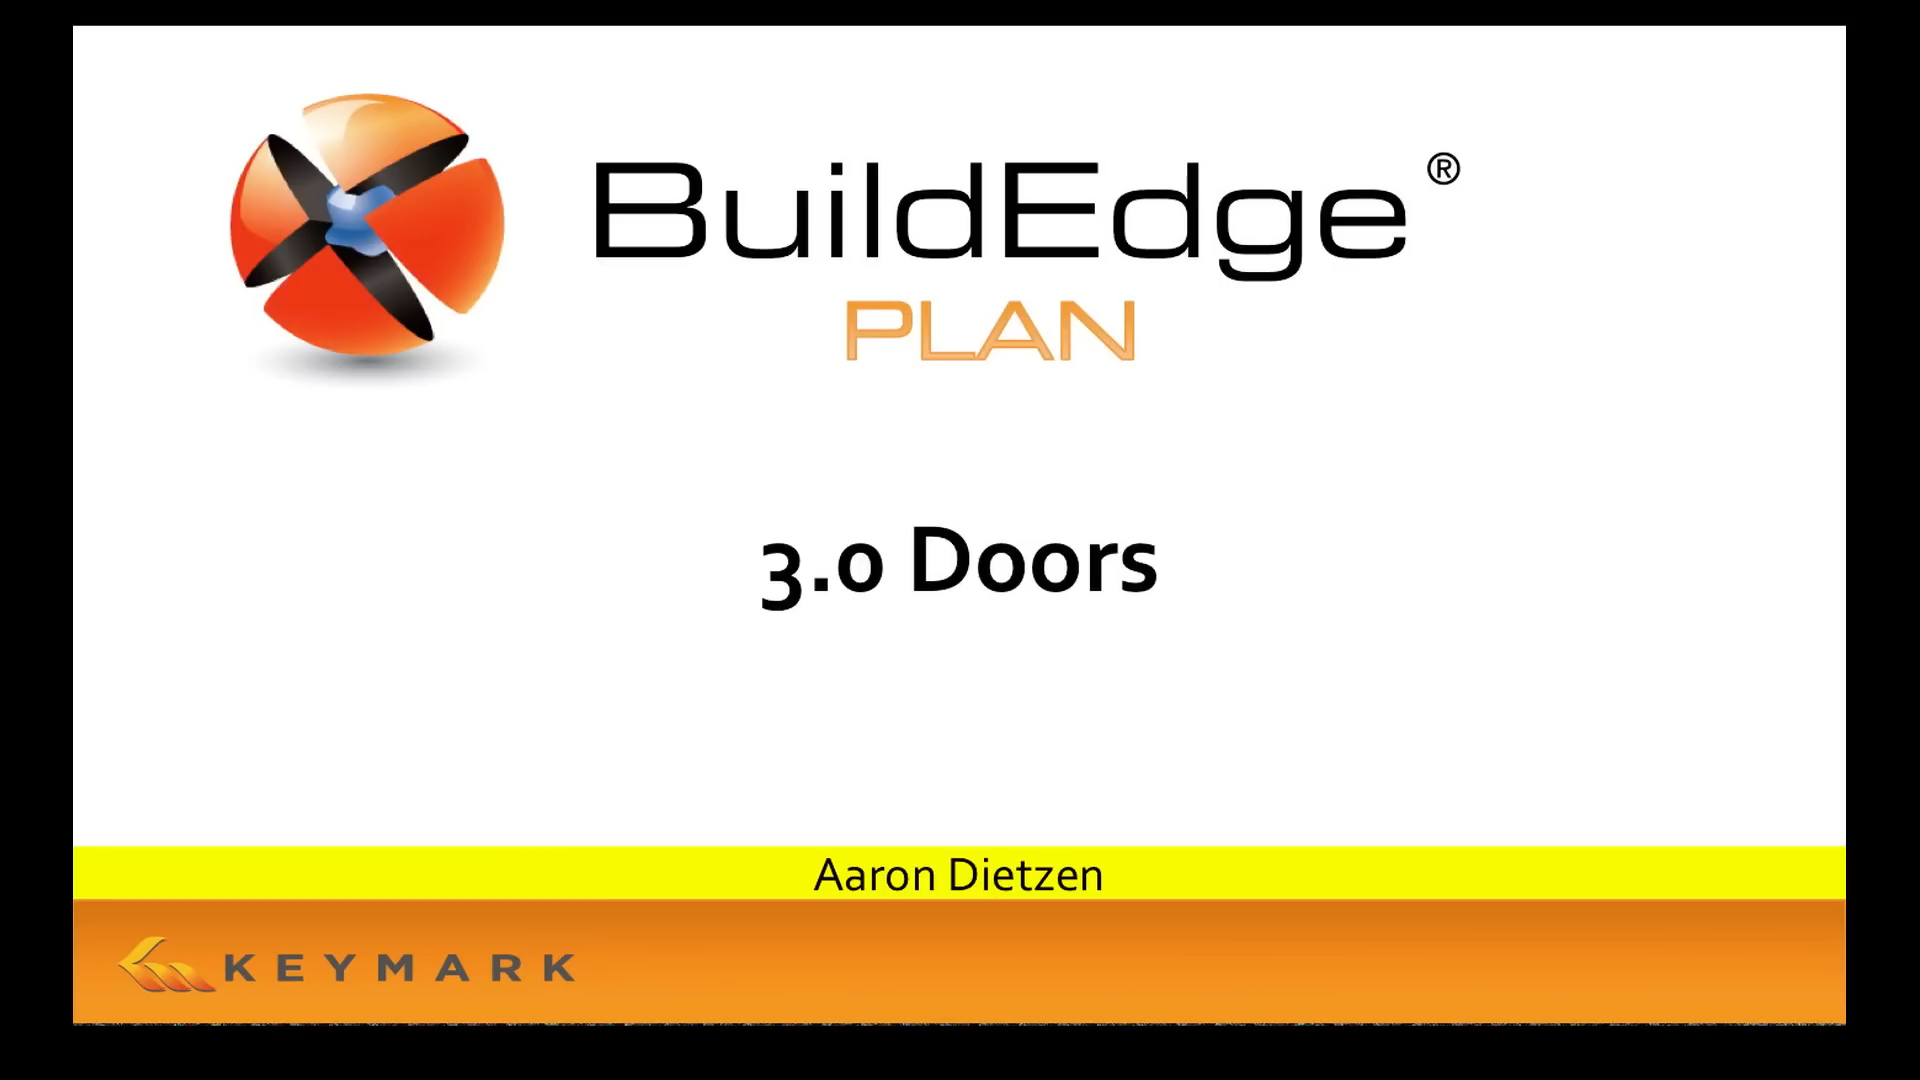 BuildEdge®
PLAN
3.0 Doors
Aaron Dietzen
KEYMARK